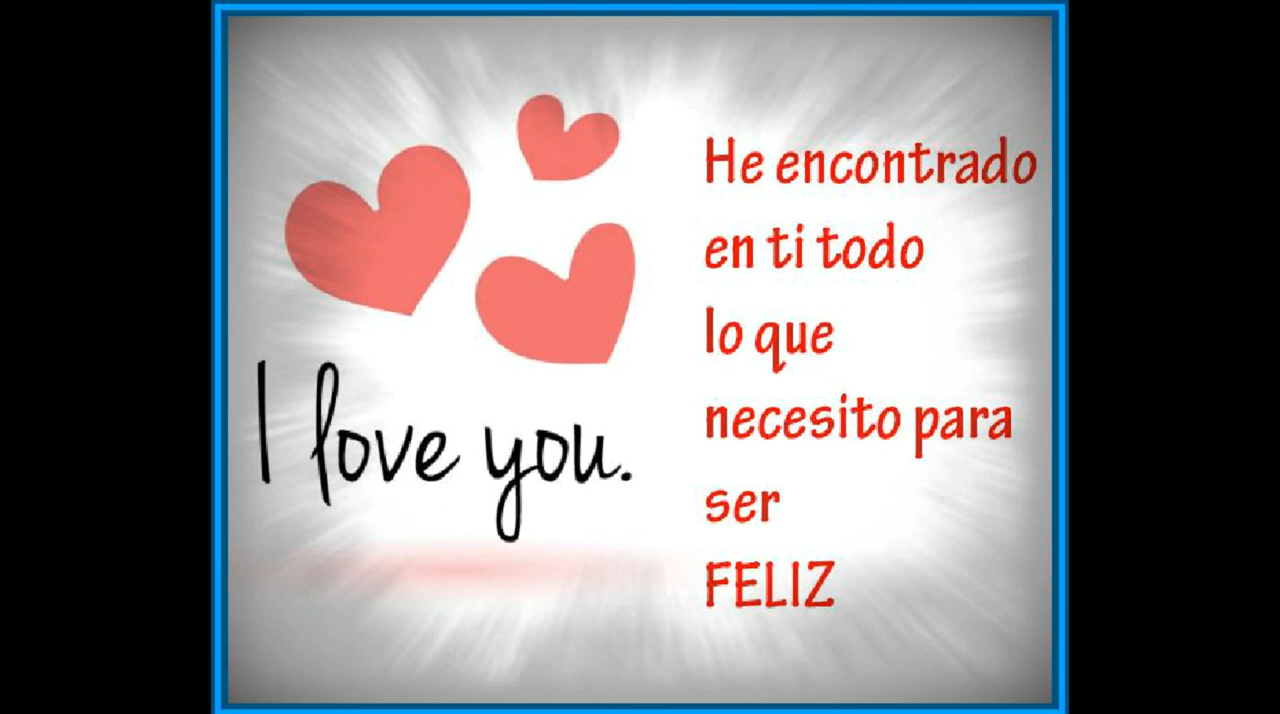 I love you.
He encontrado
en ti todo
lo que
necesito para
ser
FELIZ